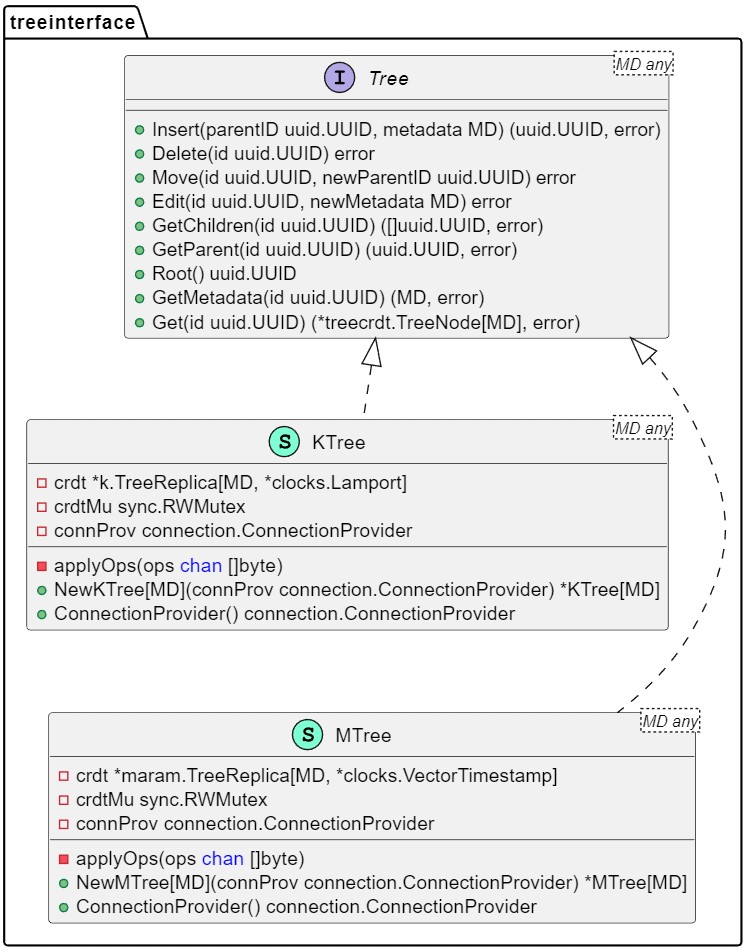 treeinterface
MD any
I Tree
Insert(parentID uuid.UUID, metadata MD) (uuid.UUID, error)
Delete(id uuid.UUID) error
Move(id uuid.UUID, newParentID uuid.UUID) error
Edit(id uuid.UUID, newMetadata MD) error
GetChildren(id uuid.UUID) ([]uuid.UUID, error)
GetParent(id uuid.UUID) (uuid.UUID, error)
Root() uuid.UUID
GetMetadata(id uuid.UUID) (MD, error)
Get(id uuid.UUID) (*treecrdt.TreeNode[MD], error)
MD any
S KTree
crdt *k.TreeReplica[MD, *clocks.Lamport]
crdtMu sync.RWMutex
connProv connection.ConnectionProvider
applyOps(ops chan []byte)
NewKTree[MD](connProv connection.ConnectionProvider) *KTree[MD]
ConnectionProvider() connection.ConnectionProvider
MD any
S MTree
crdt *maram.TreeReplica[MD, *clocks.VectorTimestamp]
crdtMu sync.RWMutex
connProv connection.ConnectionProvider
applyOps(ops chan []byte)
NewMTree[MD](connProv connection.ConnectionProvider) *MTree[MD]
ConnectionProvider() connection.ConnectionProvider